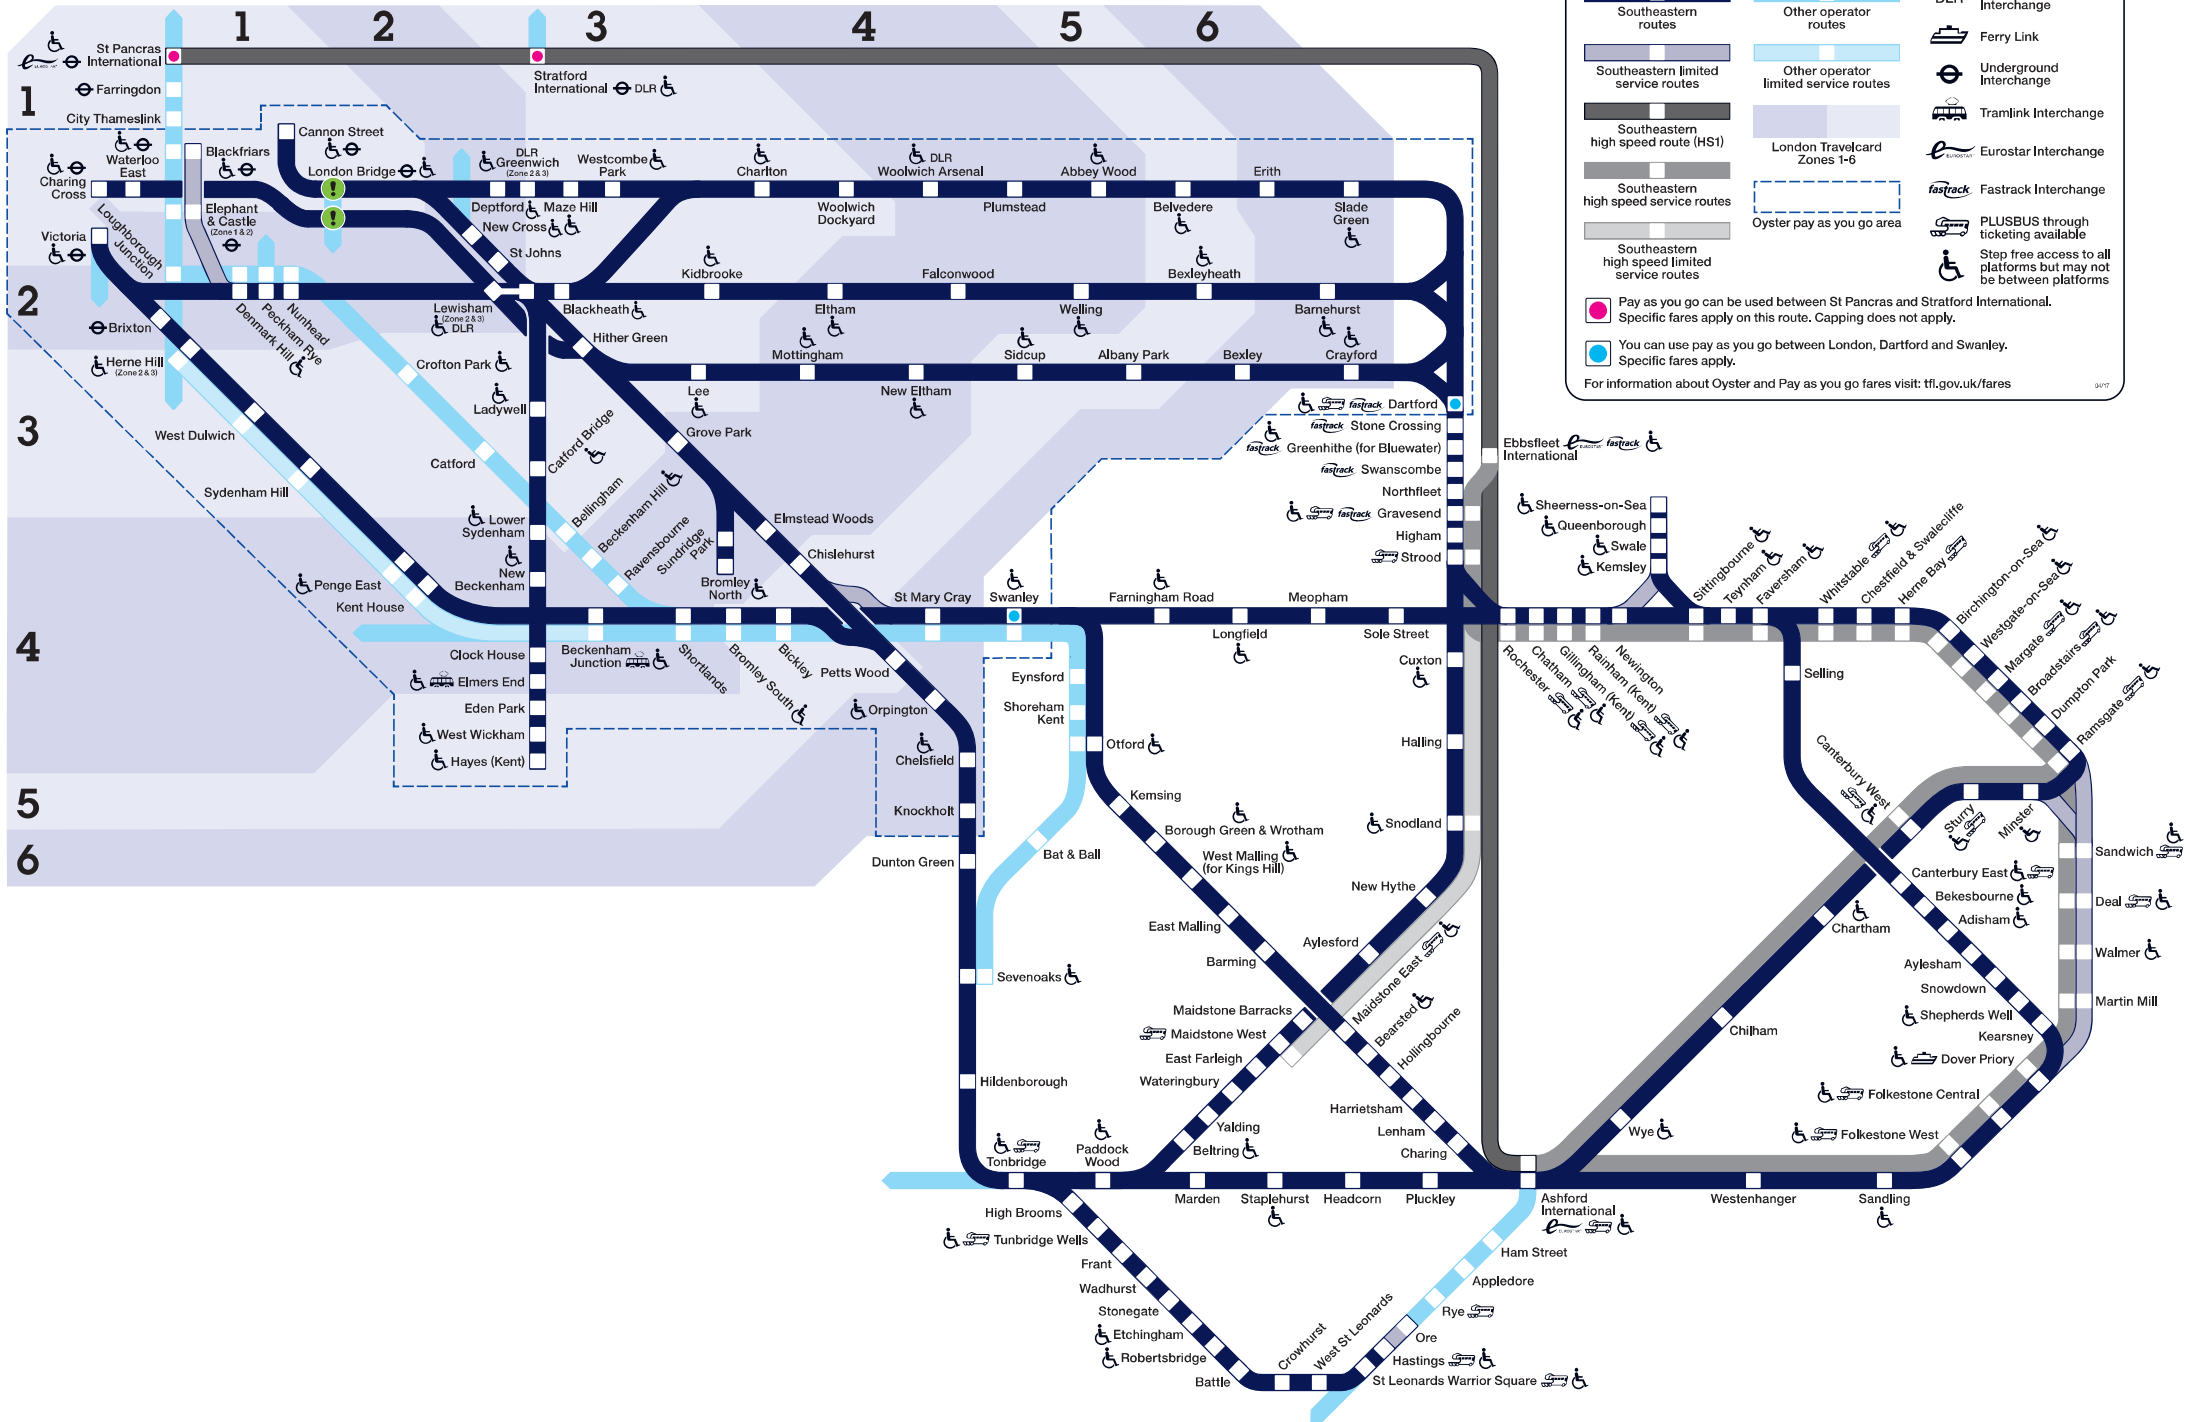 1
2
3
4
5
6
1
2
3
4
5
6
St Pancras
International
Farringdon
City Thameslink
Stratford
International
DLR
Cannon Street
Blackfriars
Waterloo
East
Charing
Cross
London Bridge
DLR
Greenwich
(Zone 2 & 3)
Westcombe
Park
Charlton
DLR
Woolwich Arsenal
Abbey Wood
Erith
Deptford
Maze Hill
New Cross
St Johns
Woolwich
Dockyard
Plumstead
Belvedere
Slade
Green
Elephant
& Castle
(Zone 1 & 2)
Loughborough
Junction
Victoria
Brixton
Herne Hill
(Zone 2 & 3)
Denmark Hill
Peckham Rye
Nunhead
Lewisham
(Zone 2 & 3)
DLR
Blackheath
Kidbrooke
Eltham
Falconwood
Welling
Bexleyheath
Barnehurst
Hither Green
Crofton Park
Ladywell
Lee
Mottingham
New Eltham
Sidcup
Albany Park
Bexley
Crayford
fastrack Dartford
fastrack Stone Crossing
fastrack Greenhithe (for Bluewater)
fastrack Swanscombe
Northfleet
fastrack Gravesend
Higham
Strood
Ebbsfleet
International
EUROSTAR
fastrack
West Dulwich
Sydenham Hill
Penge East
Kent House
Catford
Catford Bridge
Bellingham
Beckenham Hill
Ravensbourne
Lower
Sydenham
New
Beckenham
Grove Park
Sundridge
Park
Bromley
North
Elmstead Woods
Chislehurst
Clock House
Elmers End
Eden Park
West Wickham
Hayes (Kent)
Beckenham
Junction
Shortlands
Bromley South
Bickley
Petts Wood
Orpington
Chelsfield
Knockholt
Dunton Green
Sevenoaks
Hildenborough
St Mary Cray
Swanley
Farningham Road
Longfield
Meopham
Sole Street
Eynsford
Shoreham
Kent
Otford
Bat & Ball
Kemsing
Borough Green & Wrotham
West Malling
(for Kings Hill)
East Malling
Barming
Maidstone East
Bearsted
Hollingbourne
Harrietsham
Lenham
Charing
Cuxton
Halling
Snodland
New Hythe
Aylesford
Maidstone Barracks
Maidstone West
East Farleigh
Wateringbury
Yalding
Beltring
Sheerness-on-Sea
Queenborough
Swale
Kemsley
Rochester
Chatham
Gillingham (Kent)
Rainham (Kent)
Newington
Sittingbourne
Teynham
Faversham
Whitstable
Chestfield & Swalecliffe
Herne Bay
Birchington-on-Sea
Westgate-on-Sea
Margate
Broadstairs
Dumpton Park
Ramsgate
Selling
Canterbury West
Sturry
Minster
Canterbury East
Bekesbourne
Adisham
Aylesham
Snowdown
Shepherds Well
Kearsney
Dover Priory
Folkestone Central
Folkestone West
Sandwich
Deal
Walmer
Martin Mill
Chartham
Chilham
Wye
Tonbridge
Paddock
Wood
Marden
Staplehurst
Headcorn
Pluckley
Ashford
International
EUROSTAR
Westenhanger
Sandling
High Brooms
Tunbridge Wells
Frant
Wadhurst
Stonegate
Etchingham
Robertsbridge
Battle
Crowhurst
West St Leonards
St Leonards Warrior Square
Hastings
Ore
Rye
Appledore
Ham Street
Southeastern
routes
Southeastern limited
service routes
Southeastern
high speed route (HS1)
Southeastern
high speed service routes
Southeastern
high speed limited
service routes
Other operator
routes
Other operator
limited service routes
London Travelcard
Zones 1-6
Oyster pay as you go area
Interchange
Ferry Link
Underground
Interchange
Tramlink Interchange
EUROSTAR
Eurostar Interchange
fastrack
Fastrack Interchange
PLUSBUS through
ticketing available
Step free access to all
platforms but may not
be between platforms
Pay as you go can be used between St Pancras and Stratford International.
Specific fares apply on this route. Capping does not apply.
You can use pay as you go between London, Dartford and Swanley.
Specific fares apply.
For information about Oyster and Pay as you go fares visit: tfl.gov.uk/fares
04/17